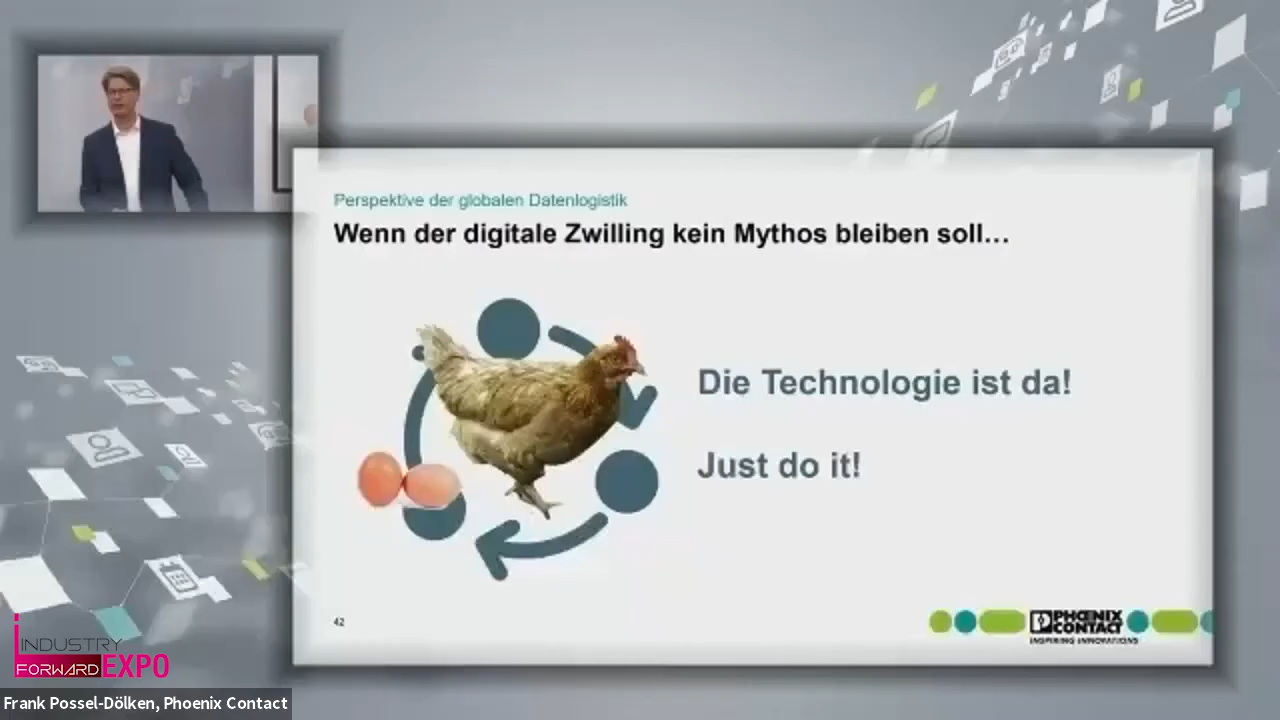 Perspektive der globalen Datenlogistik
Wenn der digitale Zwilling kein Mythos bleiben soll...
Die Technologie ist da!
Just do it!
42
PHŒNIX
CONTACT
INSPIRING INNOVATIONS
INDUSTRY
FORWARD EXPO
Frank Possel-Dölken, Phoenix Contact